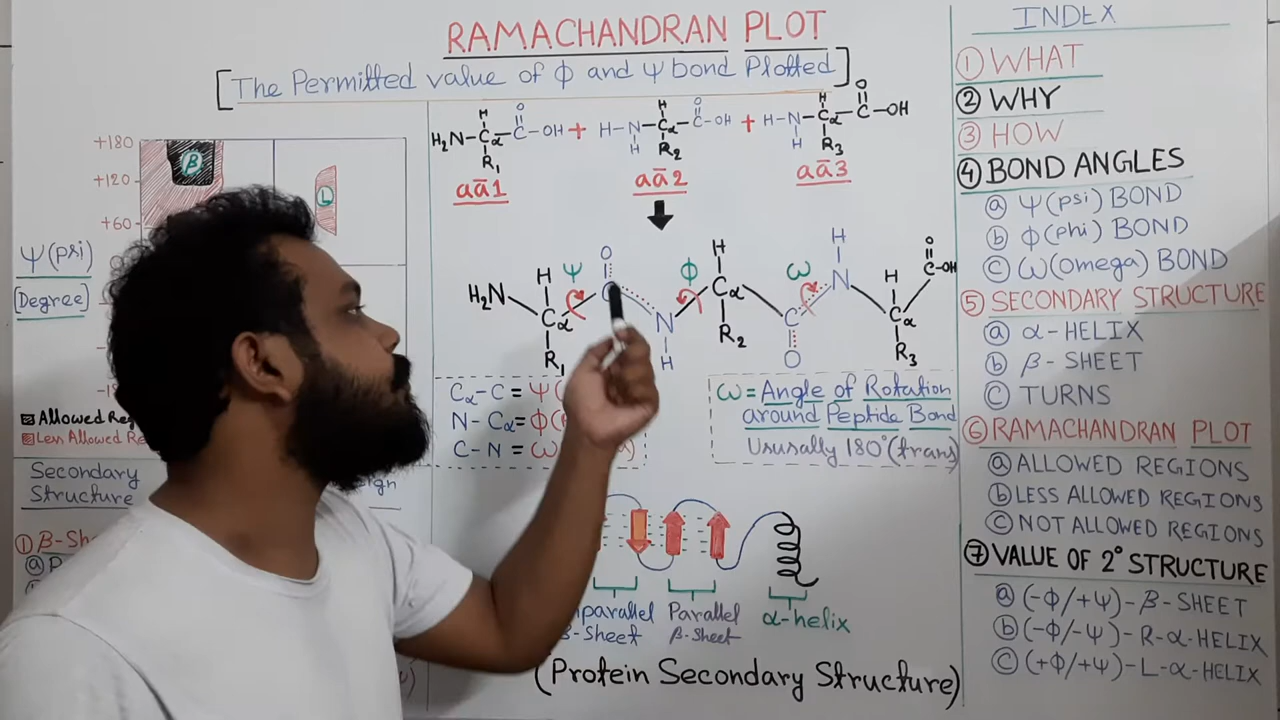 RAMACHANDRAN PLOT
[The Permitted value of ϕ and Ψ bond Plotted]
+180
+120
+60
Ψ(psi)
[Degree]
β
L
Allowed Re
Less Allowed Re
Secondary
Structure
ign
① β-Sh
ⓐ P
H
O
H₂N-Cα-C-OH +
R₁
aā1
H
O
H-N-Cα-C-OH +
H
R₂
aā2
H
O
H-N-Cα-C-OH
H
R₃
aā3
H
Ψ
O
H₂N
Cα
R₁
N
H
ϕ
H
Cα
R₂
C
O
ω
H
N
H
Cα
R₃
O
C-OH
Cα-C = Ψ(
N-Cα = ϕ(
C-N = ω
ω = Angle of Rotation
around Peptide Bond
Ususally 180°(trans)
parallel
β-Sheet
Parallel
β-Sheet
α-helix
(Protein Secondary Structure)
INDEX
① WHAT
② WHY
③ HOW
④ BOND ANGLES
ⓐ Ψ(psi) BOND
ⓑ ϕ(phi) BOND
ⓒ ω(omega) BOND
⑤ SECONDARY STRUCTURE
ⓐ α-HELIX
ⓑ β-SHEET
ⓒ TURNS
⑥ RAMACHANDRAN PLOT
ⓐ ALLOWED REGIONS
ⓑ LESS ALLOWED REGIONS
ⓒ NOT ALLOWED REGIONS
⑦ VALUE OF 2° STRUCTURE
ⓐ (-ϕ/+Ψ)-β-SHEET
ⓑ (-ϕ/-Ψ)-R-α-HELIX
ⓒ (+ϕ/+Ψ)-L-α-HELIX